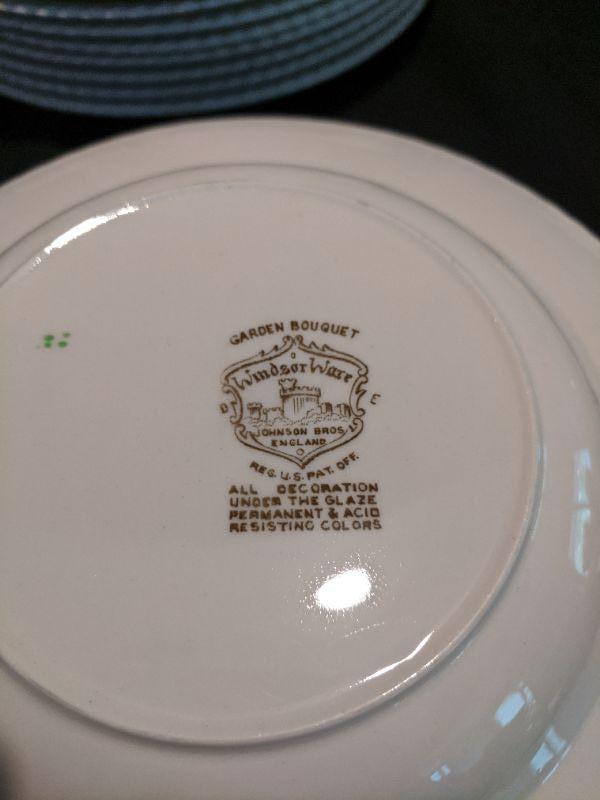 GARDEN BOUQUET
Windsor Ware
D E
JOHNSON BROS
ENGLAND
REG. U.S. PAT. OFF.
ALL DECORATION
UNDER THE GLAZE
PERMANENT & ACID
RESISTING COLORS